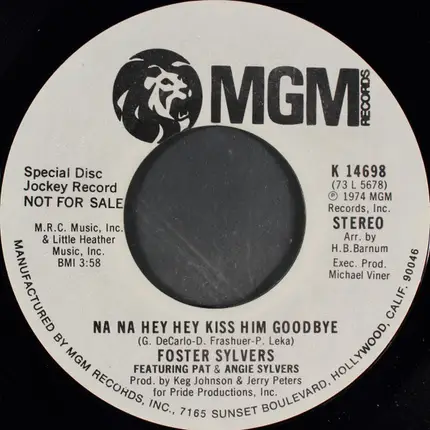 MGM RECORDS
Special Disc
Jockey Record
NOT FOR SALE
M.R.C. Music, Inc.
& Little Heather
Music, Inc.
BMI 3:58
K 14698
(73 L 5678)
Ⓟ 1974 MGM
Records, Inc.
STEREO
Arr. by
H.B.Barnum
Exec. Prod.
Michael Viner
NA NA HEY HEY KISS HIM GOODBYE
(G. DeCarlo-D. Frashuer-P. Leka)
FOSTER SYLVERS
FEATURING PAT & ANGIE SYLVERS
Prod. by Keg Johnson & Jerry Peters
for Pride Productions, Inc.
MANUFACTURED BY MGM RECORDS, INC., 7165 SUNSET BOULEVARD, HOLLYWOOD, CALIF. 90046